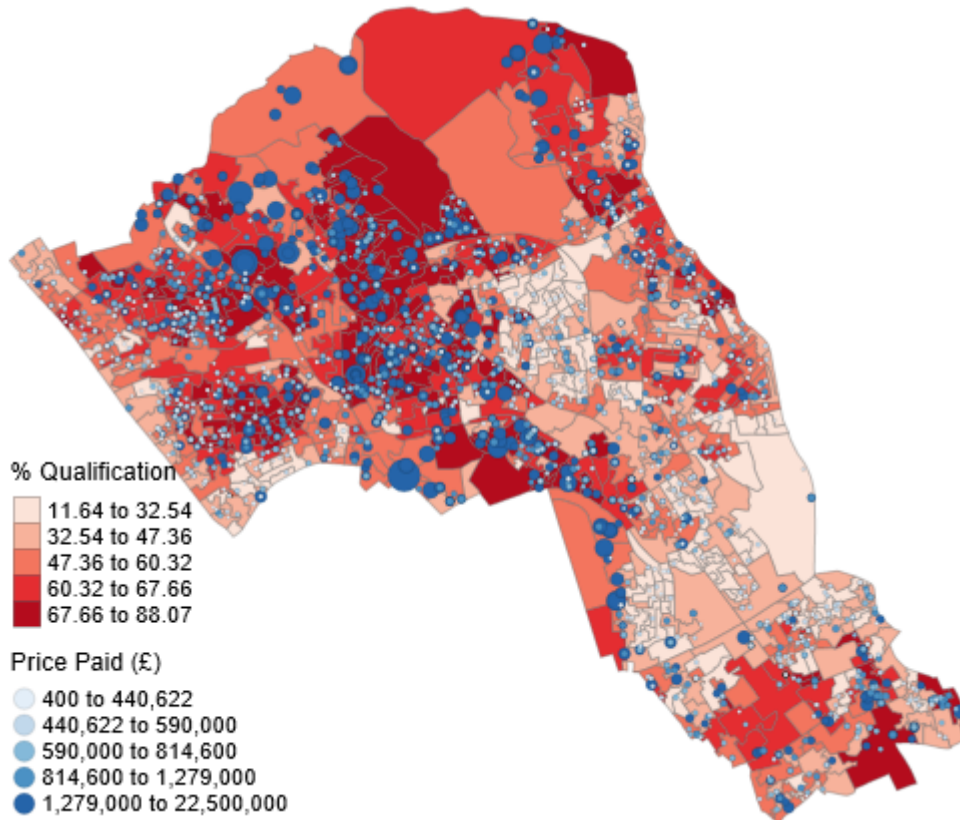 % Qualification
11.64 to 32.54
32.54 to 47.36
47.36 to 60.32
60.32 to 67.66
67.66 to 88.07
Price Paid (£)
400 to 440,622
440,622 to 590,000
590,000 to 814,600
814,600 to 1,279,000
1,279,000 to 22,500,000